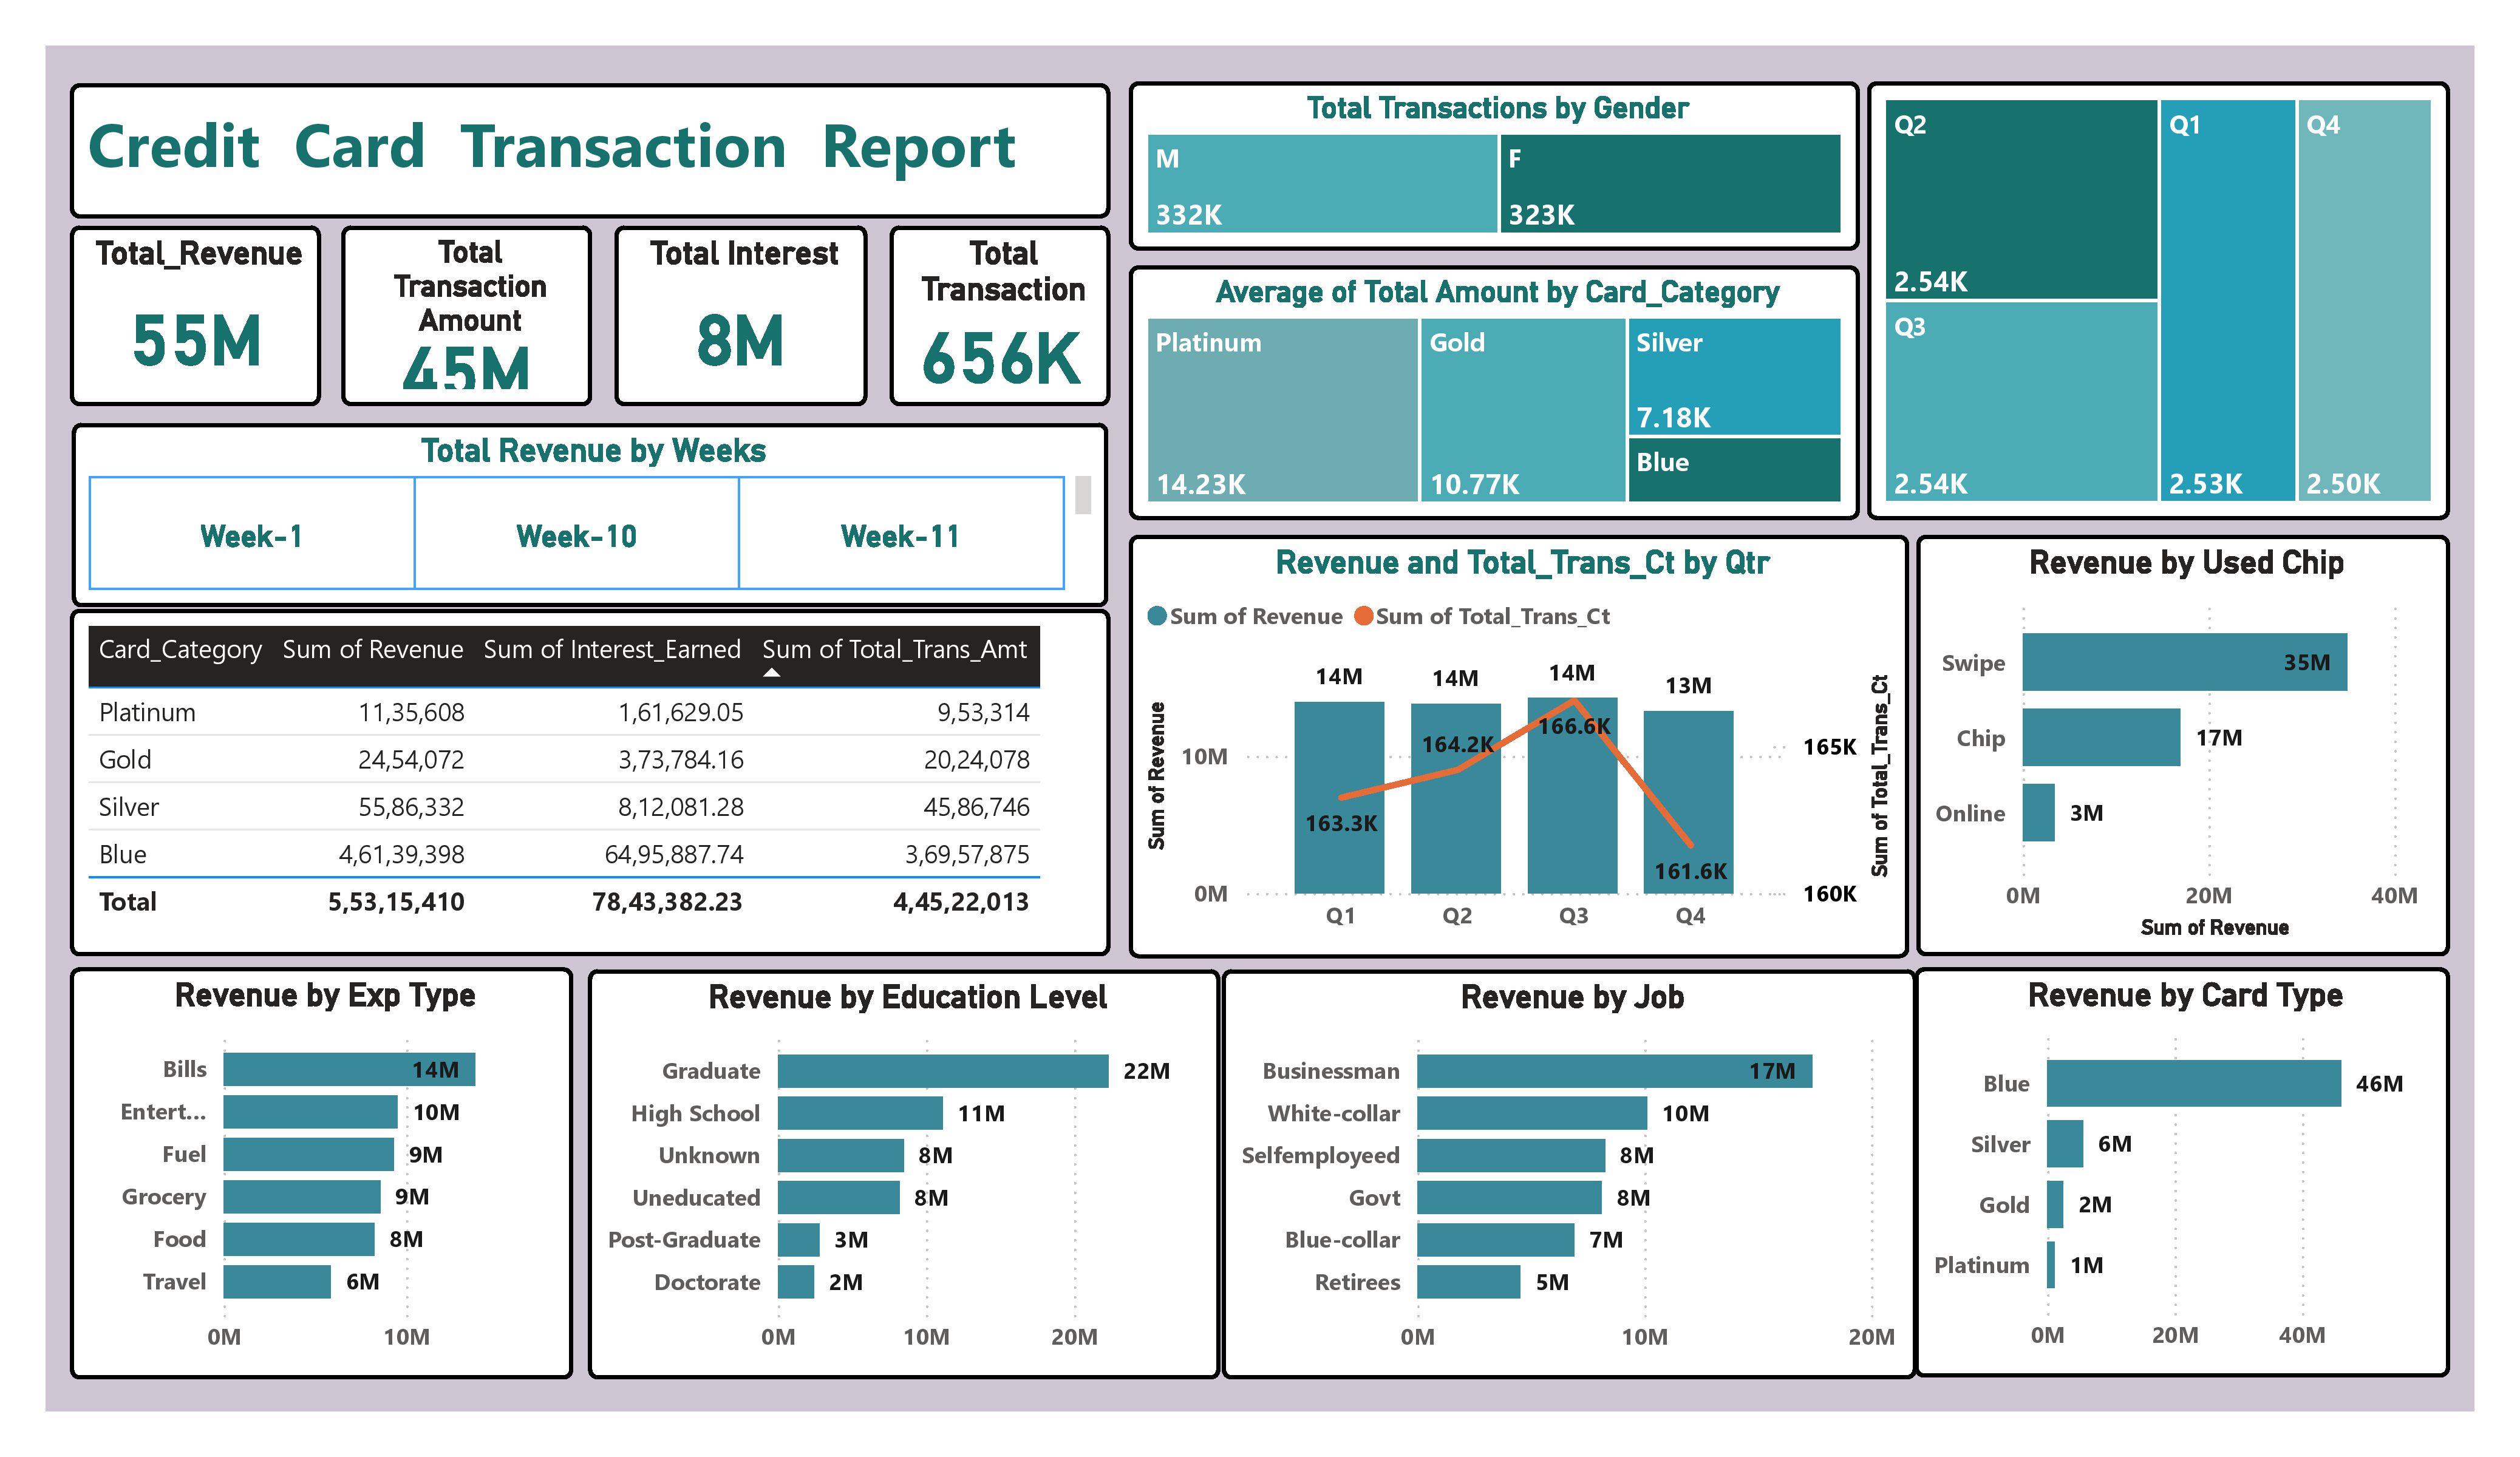 Credit Card Transaction Report
Total_Revenue
55M
Total
Transaction
Amount
45M
Total Interest
8M
Total
Transaction
656K
Total Transactions by Gender
M
332K
F
323K
Average of Total Amount by Card_Category
Platinum
14.23K
Gold
10.77K
Silver
7.18K
Blue
Q2
2.54K
Q3
2.54K
Q1
2.53K
Q4
2.50K
Total Revenue by Weeks
Week-1 Week-10 Week-11
Card_Category Sum of Revenue Sum of Interest_Earned Sum of Total_Trans_Amt
Platinum 11,35,608 1,61,629.05 9,53,314
Gold 24,54,072 3,73,784.16 20,24,078
Silver 55,86,332 8,12,081.28 45,86,746
Blue 4,61,39,398 64,95,887.74 3,69,57,875
Total 5,53,15,410 78,43,382.23 4,45,22,013
Revenue and Total_Trans_Ct by Qtr
Sum of Revenue Sum of Total_Trans_Ct
14M 14M 14M 13M
163.3K 164.2K 166.6K 161.6K
10M
0M
165K
160K
Q1 Q2 Q3 Q4
Sum of Revenue
Sum of Total_Trans_Ct
Revenue by Used Chip
Swipe 35M
Chip 17M
Online 3M
0M 20M 40M
Sum of Revenue
Revenue by Exp Type
Bills 14M
Entert... 10M
Fuel 9M
Grocery 9M
Food 8M
Travel 6M
0M 10M
Revenue by Education Level
Graduate 22M
High School 11M
Unknown 8M
Uneducated 8M
Post-Graduate 3M
Doctorate 2M
0M 10M 20M
Revenue by Job
Businessman 17M
White-collar 10M
Selfemployeed 8M
Govt 8M
Blue-collar 7M
Retirees 5M
0M 10M 20M
Revenue by Card Type
Blue 46M
Silver 6M
Gold 2M
Platinum 1M
0M 20M 40M